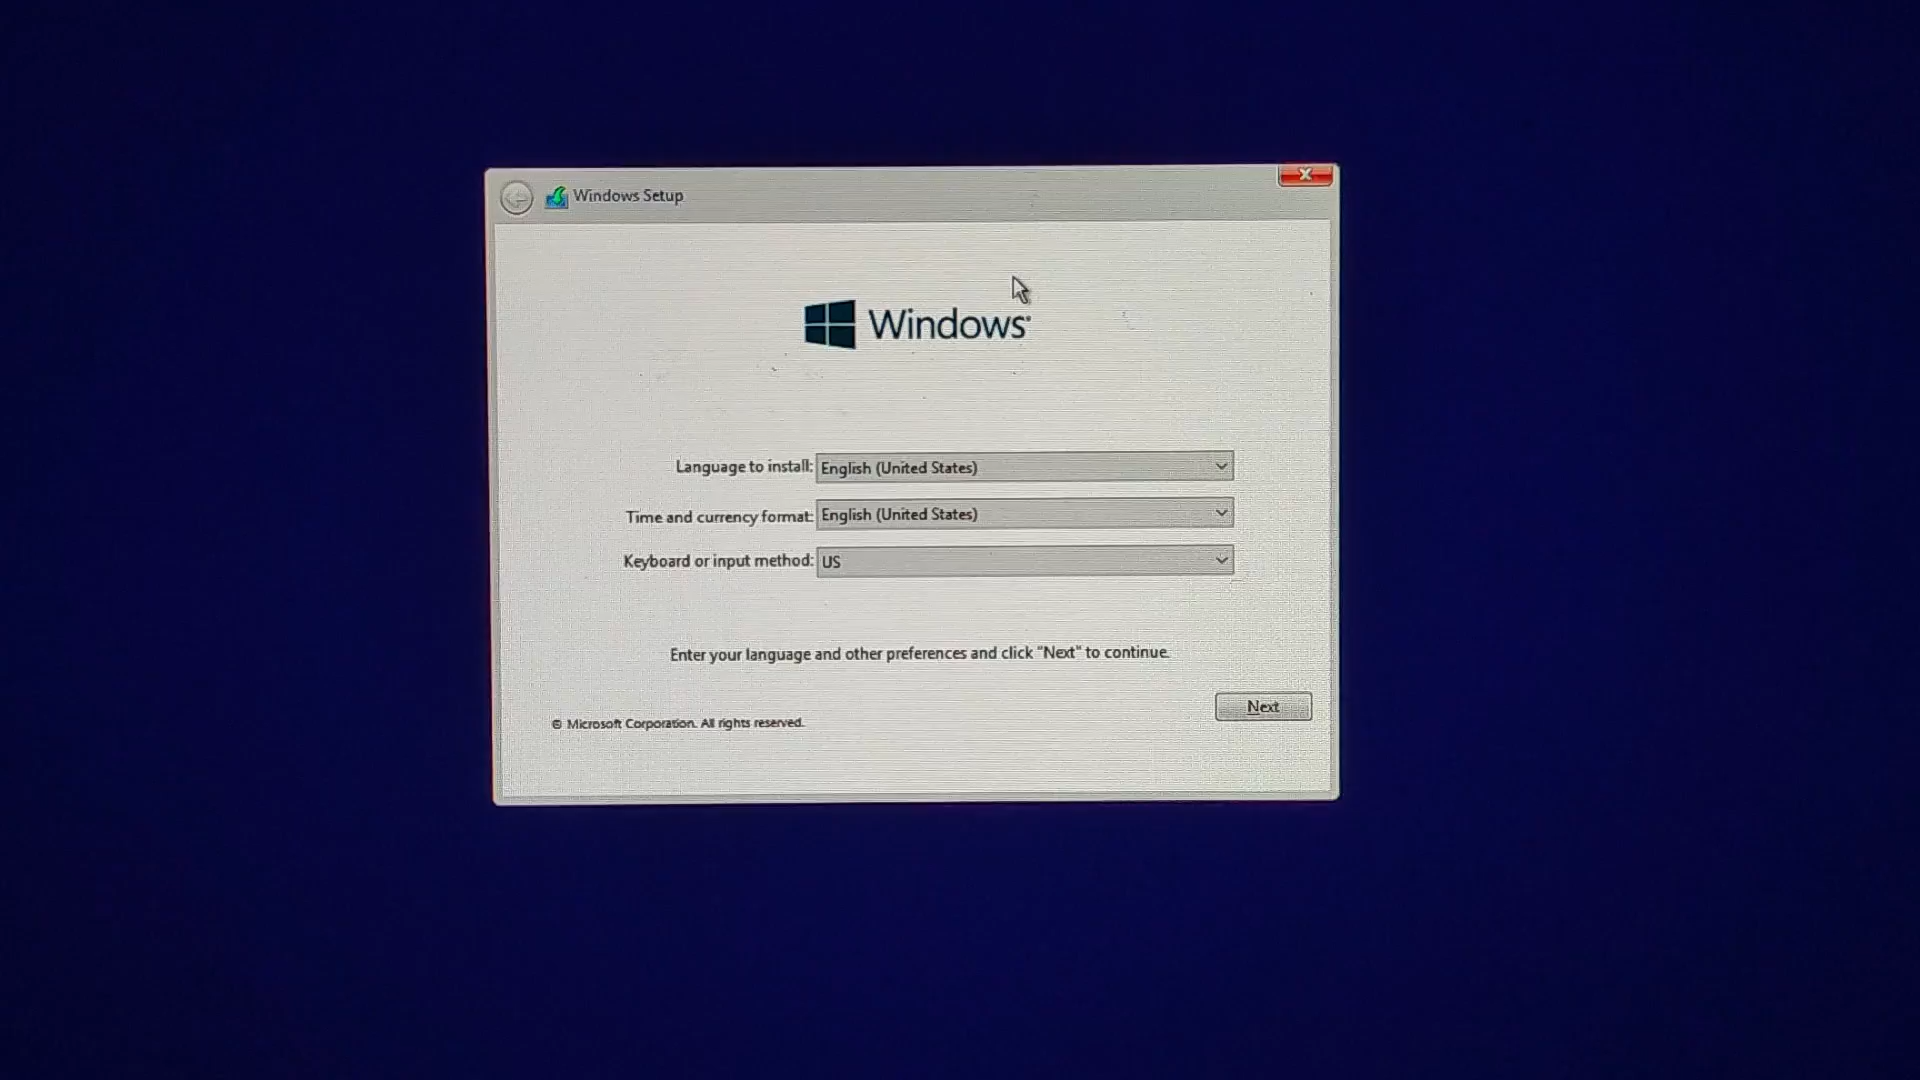 Windows Setup
Windows®
Language to install: English (United States)
Time and currency format: English (United States)
Keyboard or input method: US
Enter your language and other preferences and click "Next" to continue.
Next
© Microsoft Corporation. All rights reserved.